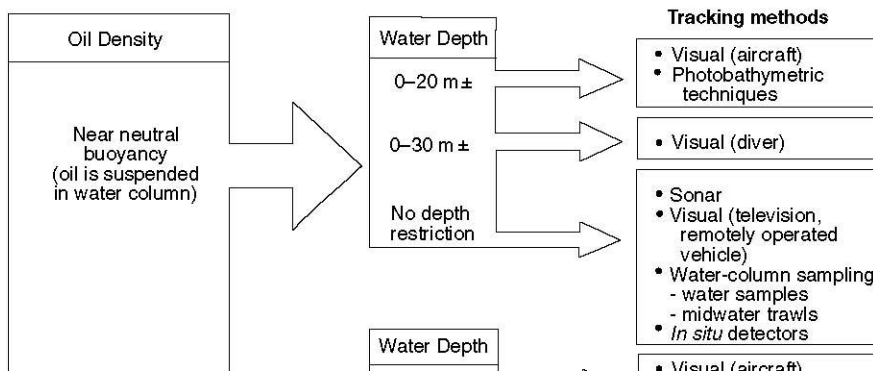 Tracking methods
Oil Density
Near neutral
buoyancy
(oil is suspended
in water column)
Water Depth
0–20 m±
0–30 m±
No depth
restriction
• Visual (aircraft)
• Photobathymetric
techniques
• Visual (diver)
• Sonar
• Visual (television,
remotely operated
vehicle)
• Water-column sampling
- water samples
- midwater trawls
• In situ detectors
Water Depth
• Visual (aircraft)